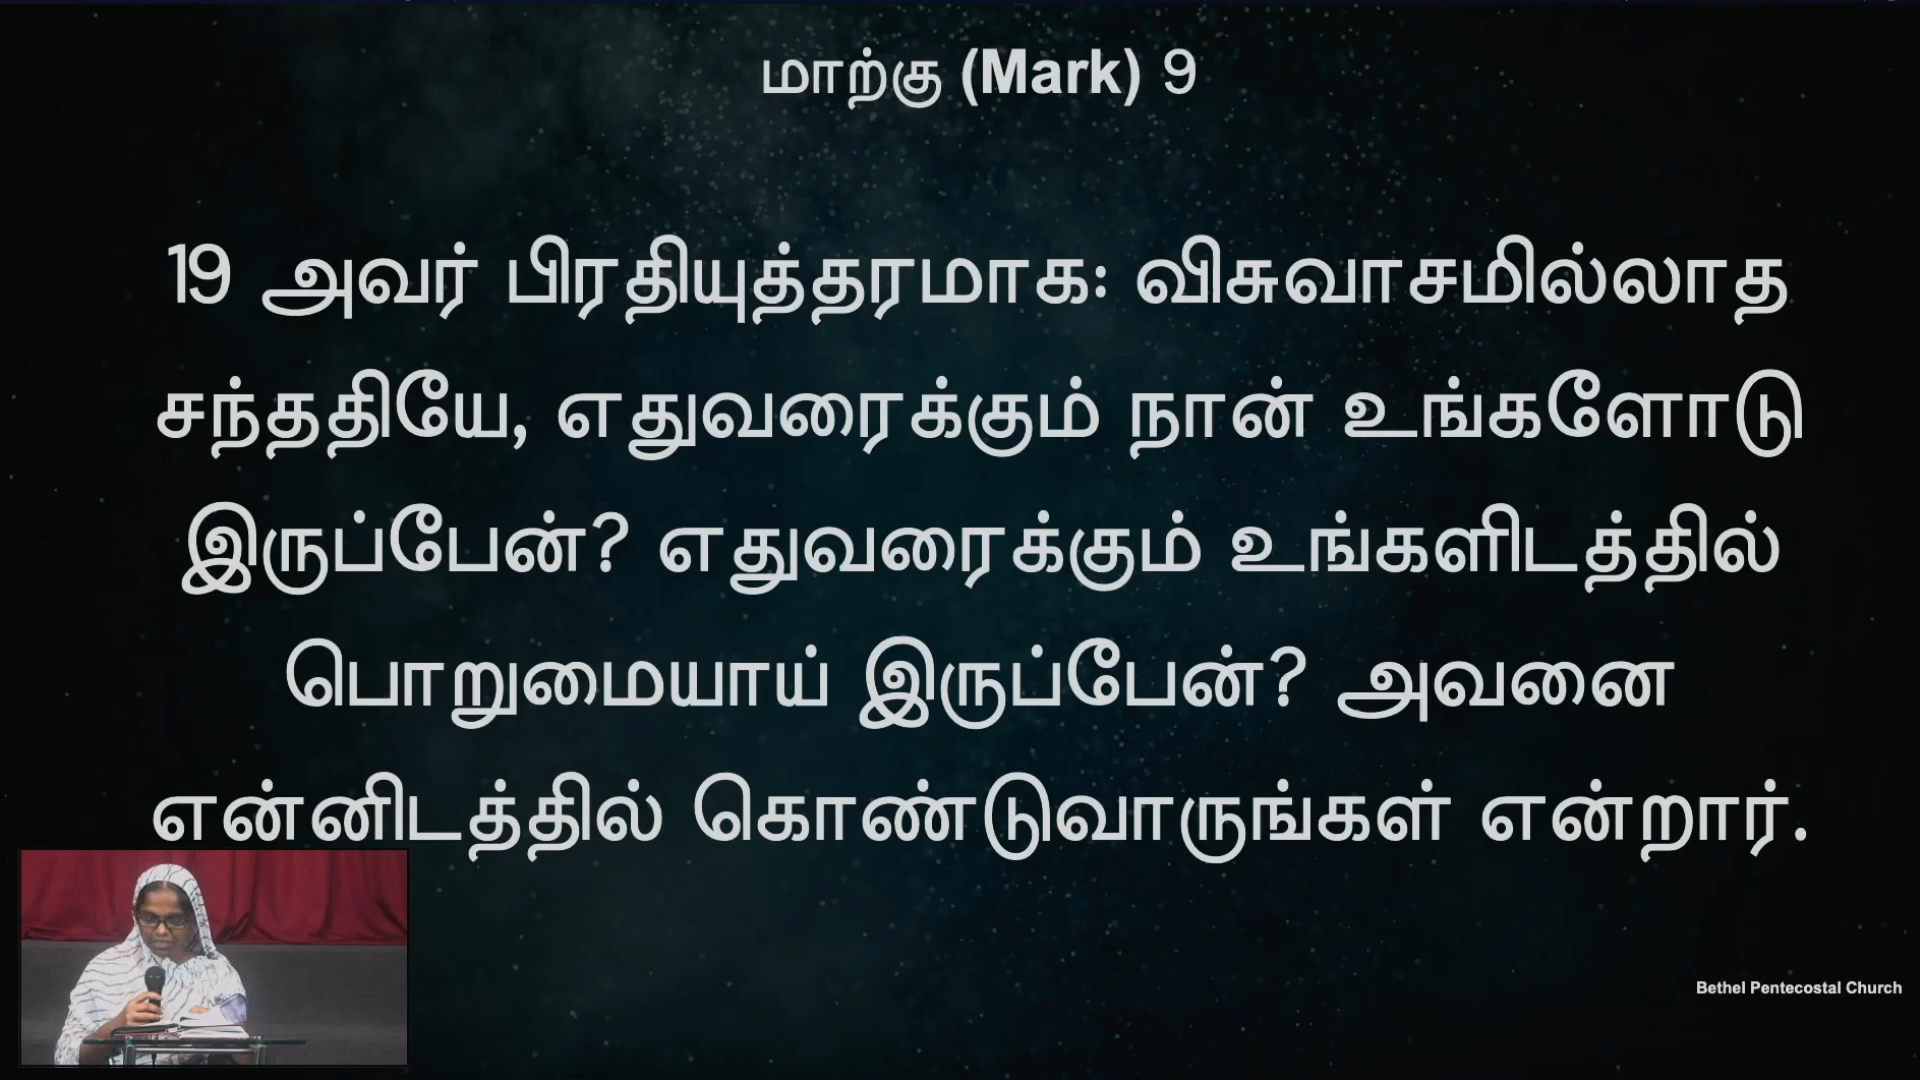 மாற்கு (Mark) 9
19 அவர் பிரதியுத்தரமாக: விசுவாசமில்லாத
சந்ததியே, எதுவரைக்கும் நான் உங்களோடு
இருப்பேன்? எதுவரைக்கும் உங்களிடத்தில்
பொறுமையாய் இருப்பேன்? அவனை
என்னிடத்தில் கொண்டுவாருங்கள் என்றார்.
Bethel Pentecostal Church